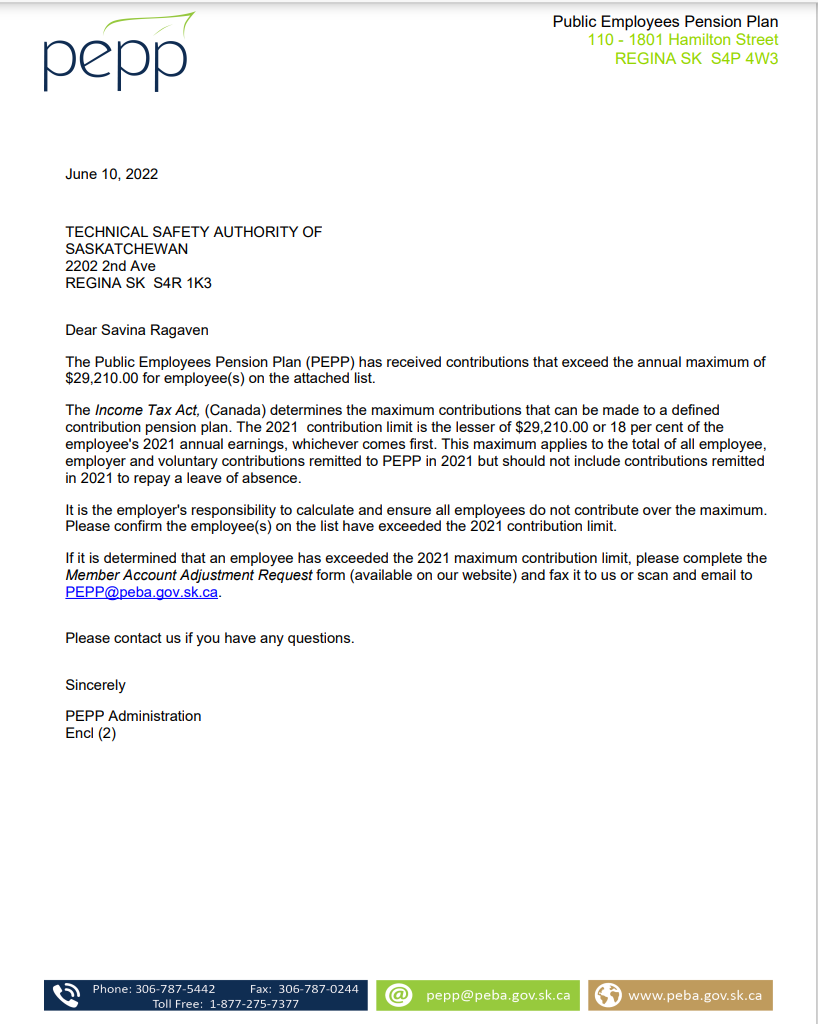 pepp
Public Employees Pension Plan
110 - 1801 Hamilton Street
REGINA SK  S4P 4W3
June 10, 2022
TECHNICAL SAFETY AUTHORITY OF
SASKATCHEWAN
2202 2nd Ave
REGINA SK  S4R 1K3
Dear Savina Ragaven
The Public Employees Pension Plan (PEPP) has received contributions that exceed the annual maximum of
$29,210.00 for employee(s) on the attached list.
The Income Tax Act, (Canada) determines the maximum contributions that can be made to a defined
contribution pension plan. The 2021  contribution limit is the lesser of $29,210.00 or 18 per cent of the
employee's 2021 annual earnings, whichever comes first. This maximum applies to the total of all employee,
employer and voluntary contributions remitted to PEPP in 2021 but should not include contributions remitted
in 2021 to repay a leave of absence.
It is the employer's responsibility to calculate and ensure all employees do not contribute over the maximum.
Please confirm the employee(s) on the list have exceeded the 2021 contribution limit.
If it is determined that an employee has exceeded the 2021 maximum contribution limit, please complete the
Member Account Adjustment Request form (available on our website) and fax it to us or scan and email to
PEPP@peba.gov.sk.ca.
Please contact us if you have any questions.
Sincerely
PEPP Administration
Encl (2)
Phone: 306-787-5442 Fax: 306-787-0244
Toll Free: 1-877-275-7377
@ pepp@peba.gov.sk.ca
www.peba.gov.sk.ca